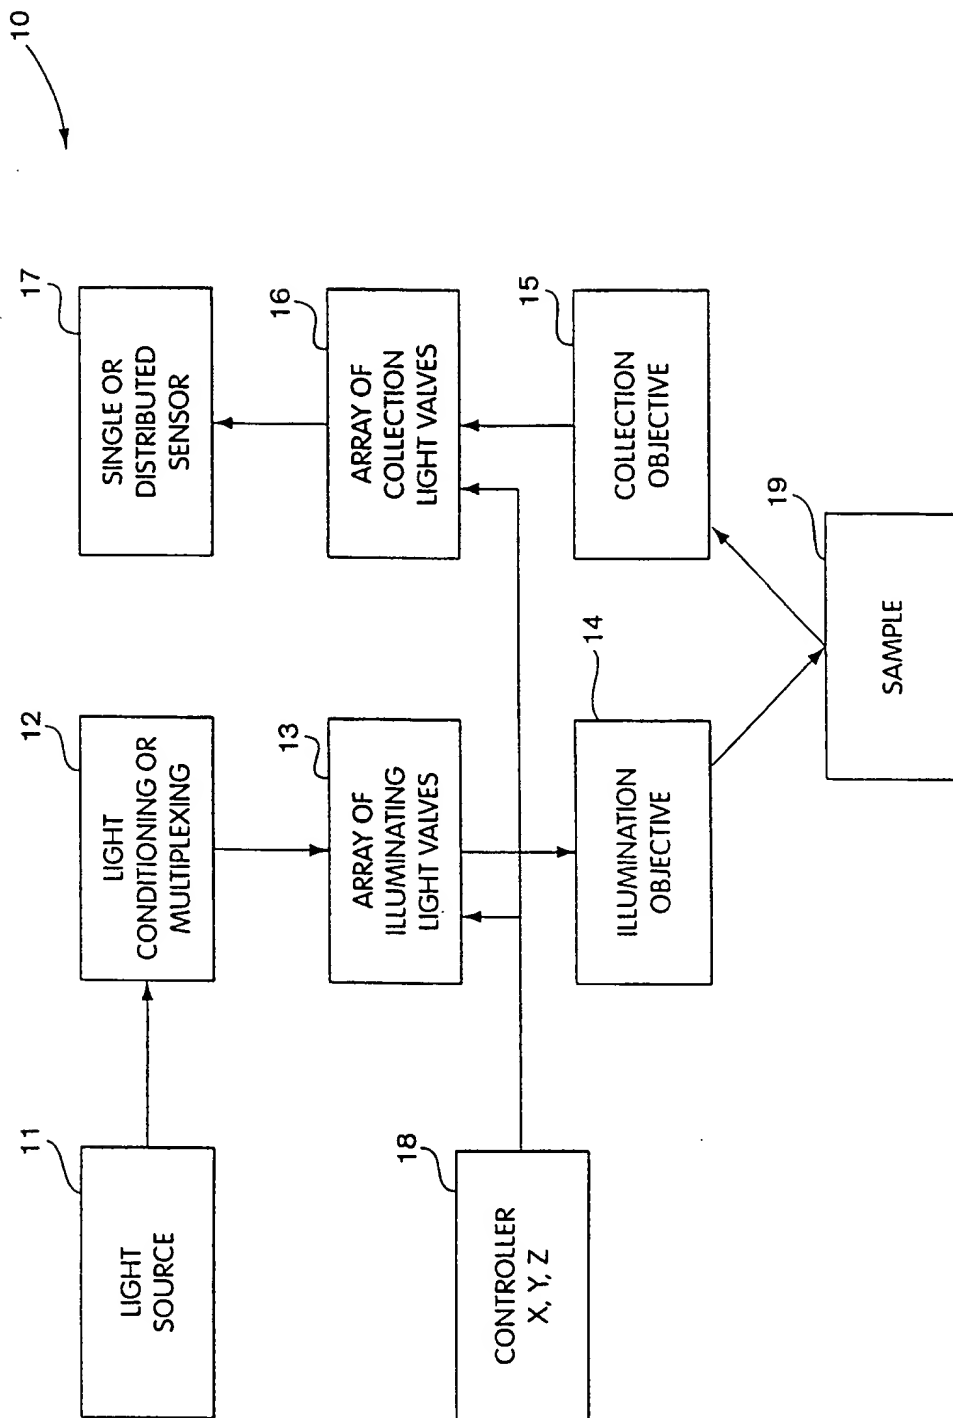 10
11
LIGHT
SOURCE
12
LIGHT
CONDITIONING OR
MULTIPLEXING
17
SINGLE OR
DISTRIBUTED
SENSOR
13
ARRAY OF
ILLUMINATING
LIGHT VALVES
16
ARRAY OF
COLLECTION
LIGHT VALVES
18
CONTROLLER
X, Y, Z
14
ILLUMINATION
OBJECTIVE
15
COLLECTION
OBJECTIVE
19
SAMPLE